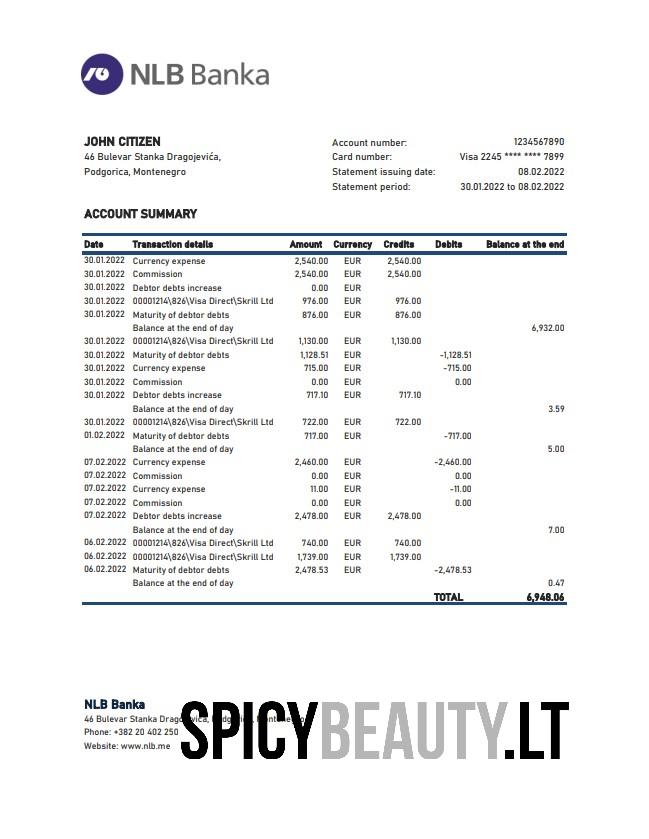 NLB Banka
JOHN CITIZEN
46 Bulevar Stanka Dragojevića,
Podgorica, Montenegro
Account number: 1234567890
Card number: Visa 2245 **** **** 7899
Statement issuing date: 08.02.2022
Statement period: 30.01.2022 to 08.02.2022
ACCOUNT SUMMARY
Date Transaction details Amount Currency Credits Debits Balance at the end
30.01.2022 Currency expense 2,540.00 EUR 2,540.00
30.01.2022 Commission 2,540.00 EUR 2,540.00
30.01.2022 Debtor debts increase 0.00 EUR
30.01.2022 00001214\826\Visa Direct\Skrill Ltd 976.00 EUR 976.00
30.01.2022 Maturity of debtor debts 876.00 EUR 876.00
Balance at the end of day 6,932.00
30.01.2022 00001214\826\Visa Direct\Skrill Ltd 1,130.00 EUR 1,130.00
30.01.2022 Maturity of debtor debts 1,128.51 EUR -1,128.51
30.01.2022 Currency expense 715.00 EUR -715.00
30.01.2022 Commission 0.00 EUR 0.00
30.01.2022 Debtor debts increase 717.10 EUR 717.10
Balance at the end of day 3.59
30.01.2022 00001214\826\Visa Direct\Skrill Ltd 722.00 EUR 722.00
01.02.2022 Maturity of debtor debts 717.00 EUR -717.00
Balance at the end of day 5.00
07.02.2022 Currency expense 2,460.00 EUR -2,460.00
07.02.2022 Commission 0.00 EUR 0.00
07.02.2022 Currency expense 11.00 EUR -11.00
07.02.2022 Commission 0.00 EUR 0.00
07.02.2022 Debtor debts increase 2,478.00 EUR 2,478.00
Balance at the end of day 7.00
06.02.2022 00001214\826\Visa Direct\Skrill Ltd 740.00 EUR 740.00
06.02.2022 00001214\826\Visa Direct\Skrill Ltd 1,739.00 EUR 1,739.00
06.02.2022 Maturity of debtor debts 2,478.53 EUR -2,478.53
Balance at the end of day 0.47
TOTAL 6,948.06
NLB Banka
46 Bulevar Stanka Dragojevića, Podgorica, Montenegro
Phone: +382 20 402 250
Website: www.nlb.me
SPICYBEAUTY.LT